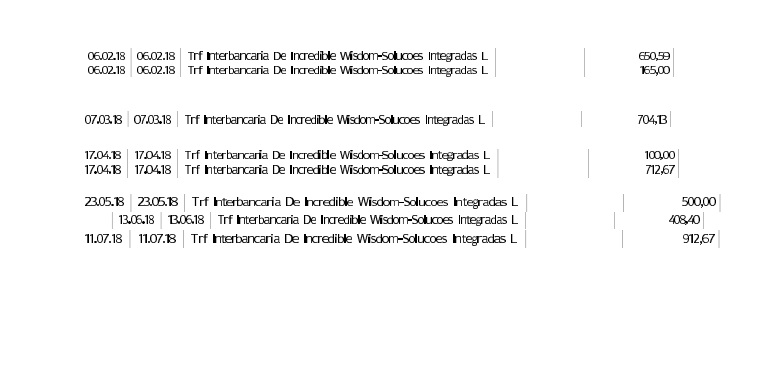 06.02.18 06.02.18 Trf Interbancaria De Incredible Wisdom-Solucoes Integradas L 650,59
06.02.18 06.02.18 Trf Interbancaria De Incredible Wisdom-Solucoes Integradas L 165,00
07.03.18 07.03.18 Trf Interbancaria De Incredible Wisdom-Solucoes Integradas L 704,13
17.04.18 17.04.18 Trf Interbancaria De Incredible Wisdom-Solucoes Integradas L 100,00
17.04.18 17.04.18 Trf Interbancaria De Incredible Wisdom-Solucoes Integradas L 712,67
23.05.18 23.05.18 Trf Interbancaria De Incredible Wisdom-Solucoes Integradas L 500,00
13.06.18 13.06.18 Trf Interbancaria De Incredible Wisdom-Solucoes Integradas L 408,40
11.07.18 11.07.18 Trf Interbancaria De Incredible Wisdom-Solucoes Integradas L 912,67